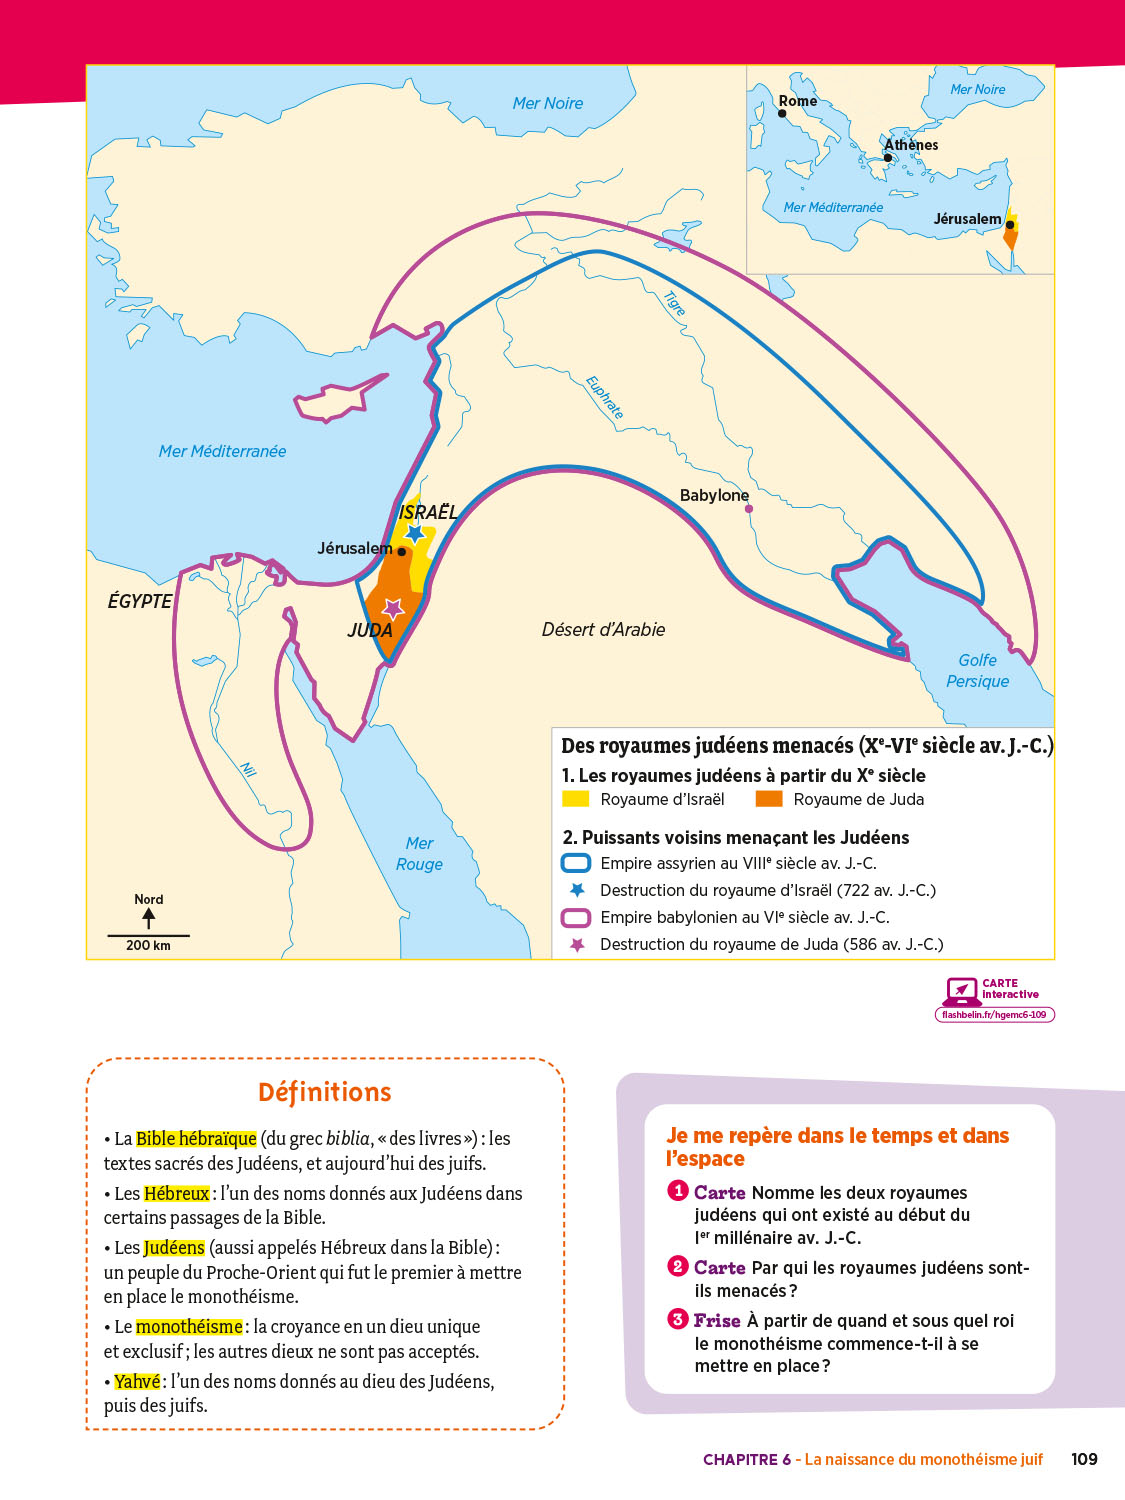 Mer Noire
Mer Noire
Rome
Athènes
Mer Méditerranée
Jérusalem
Tigre
Euphrate
Mer Méditerranée
Babylone
ISRAËL
Jérusalem
ÉGYPTE
JUDA
Désert d'Arabie
Golfe
Persique
Nil
Mer
Rouge
Nord
200 km
Des royaumes judéens menacés (Xe-VIe siècle av. J.-C.)
1. Les royaumes judéens à partir du Xe siècle
Royaume d'Israël
Royaume de Juda
2. Puissants voisins menaçant les Judéens
Empire assyrien au VIIIe siècle av. J.-C.
Destruction du royaume d'Israël (722 av. J.-C.)
Empire babylonien au VIe siècle av. J.-C.
Destruction du royaume de Juda (586 av. J.-C.)
CARTE
interactive
flashbelin.fr/hgemc6-109
Définitions
• La Bible hébraïque (du grec biblia, « des livres ») : les
textes sacrés des Judéens, et aujourd'hui des juifs.
• Les Hébreux : l'un des noms donnés aux Judéens dans
certains passages de la Bible.
• Les Judéens (aussi appelés Hébreux dans la Bible) :
un peuple du Proche-Orient qui fut le premier à mettre
en place le monothéisme.
• Le monothéisme : la croyance en un dieu unique
et exclusif ; les autres dieux ne sont pas acceptés.
• Yahvé : l'un des noms donnés au dieu des Judéens,
puis des juifs.
Je me repère dans le temps et dans
l'espace
1 Carte Nomme les deux royaumes
judéens qui ont existé au début du
Ier millénaire av. J.-C.
2 Carte Par qui les royaumes judéens sont-
ils menacés ?
3 Frise À partir de quand et sous quel roi
le monothéisme commence-t-il à se
mettre en place ?
CHAPITRE 6 - La naissance du monothéisme juif 109